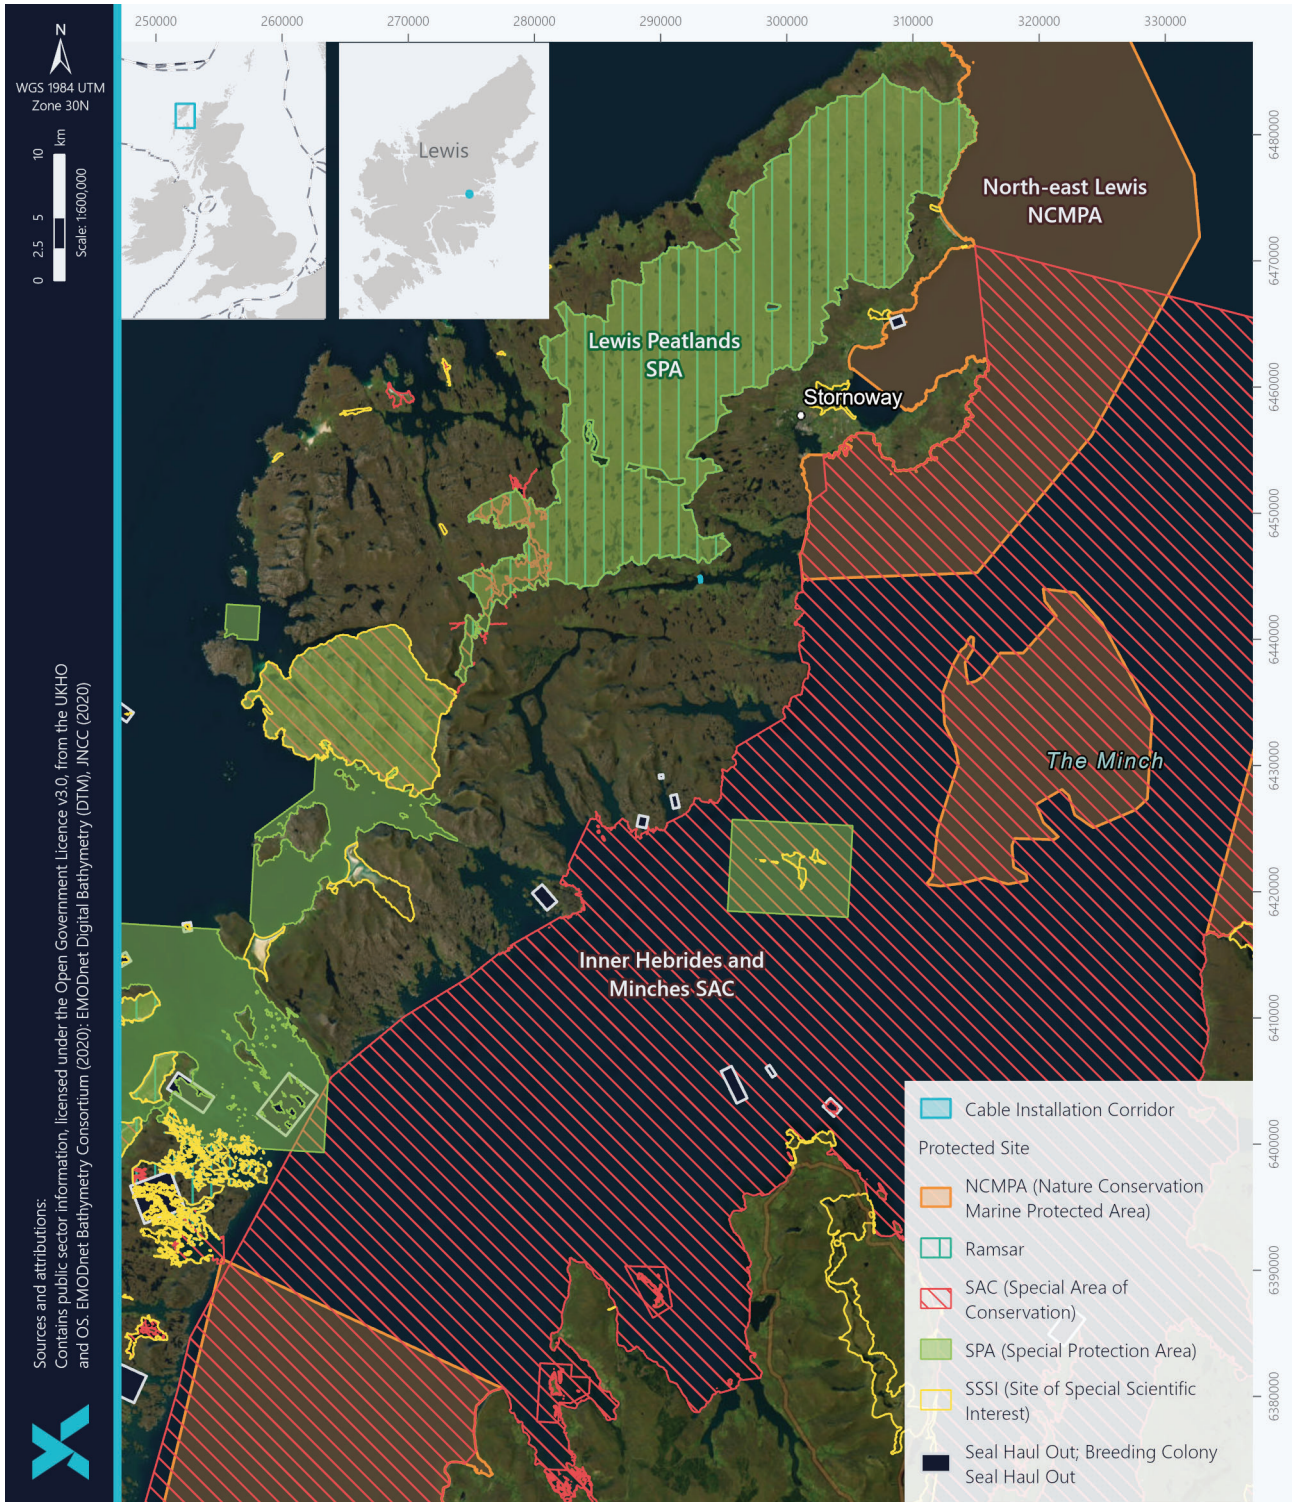 250000
260000
270000
280000
290000
300000
310000
320000
330000
N
WGS 1984 UTM
Zone 30N
km
10
5
2.5
0
Scale: 1:600,000
Sources and attributions:
Contains public sector information, licensed under the Open Government Licence v3.0, from the UKHO
and OS. EMODnet Bathymetry Consortium (2020): EMODnet Digital Bathymetry (DTM), JNCC (2020)
Lewis
North-east Lewis
NCMPA
Lewis Peatlands
SPA
Stornoway
The Minch
Inner Hebrides and
Minches SAC
6480000
6470000
6460000
6450000
6440000
6430000
6420000
6410000
6400000
6390000
6380000
Cable Installation Corridor
Protected Site
NCMPA (Nature Conservation
Marine Protected Area)
Ramsar
SAC (Special Area of
Conservation)
SPA (Special Protection Area)
SSSI (Site of Special Scientific
Interest)
Seal Haul Out; Breeding Colony
Seal Haul Out